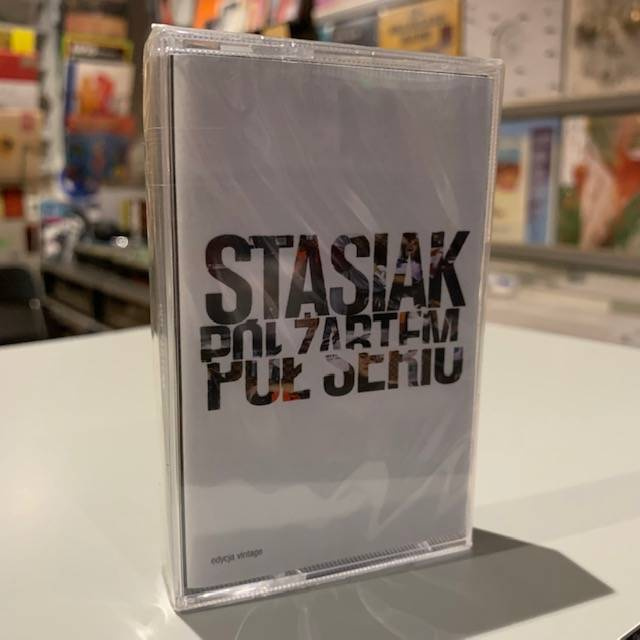 STASIAK
PÓŁ ŻARTEM
PÓŁ SERIO
edycja vintage